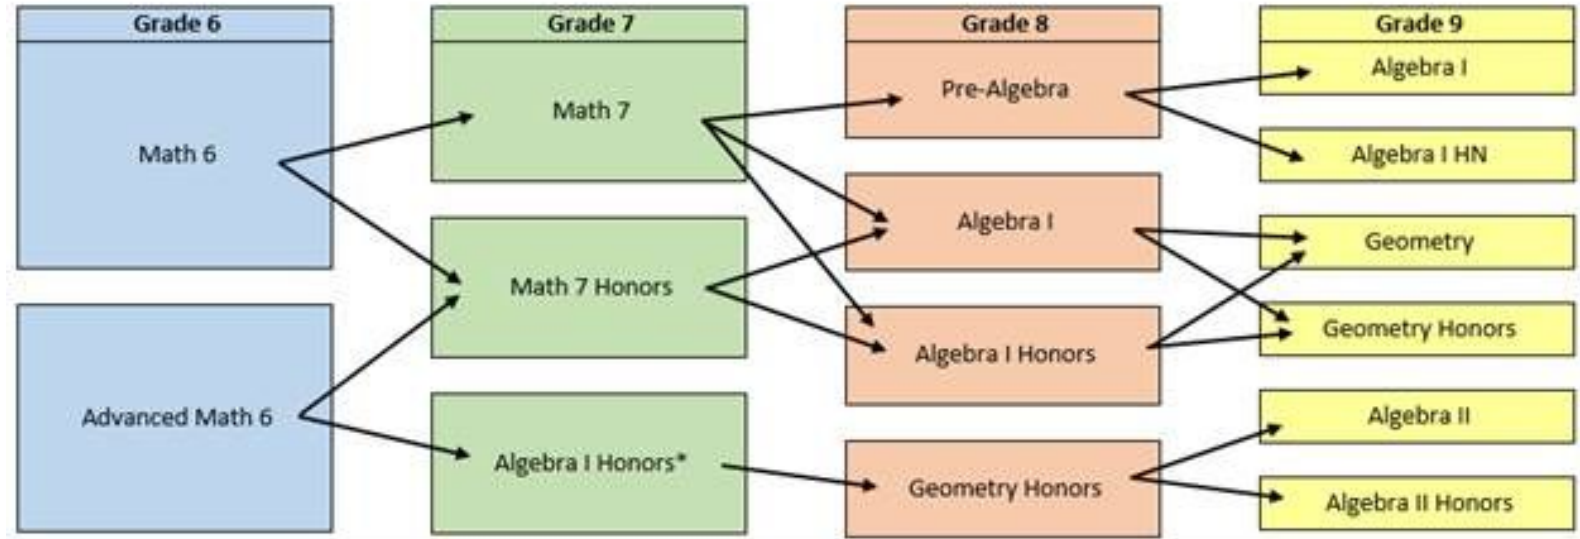 Grade 6
Math 6
Advanced Math 6
Grade 7
Math 7
Math 7 Honors
Algebra I Honors*
Grade 8
Pre-Algebra
Algebra I
Algebra I Honors
Geometry Honors
Grade 9
Algebra I
Algebra I HN
Geometry
Geometry Honors
Algebra II
Algebra II Honors